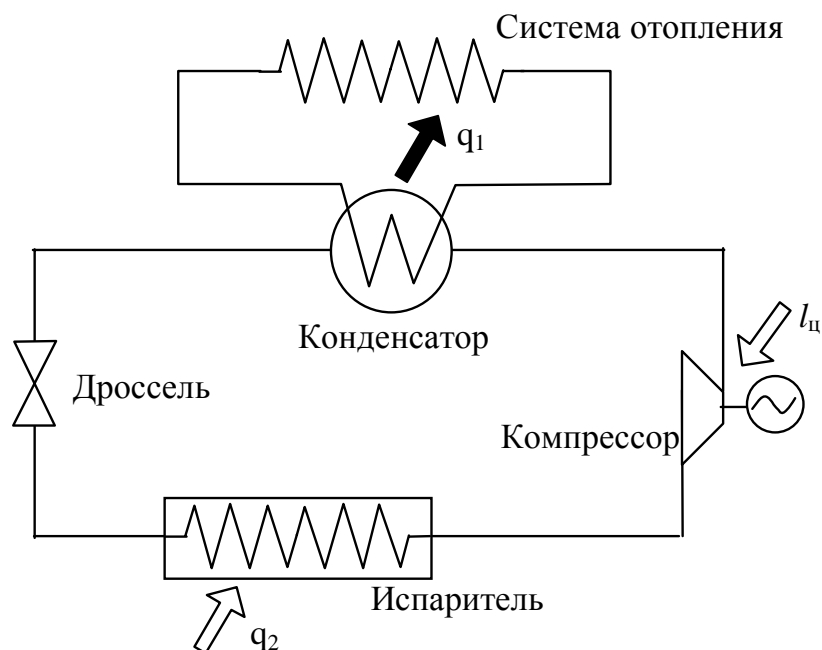 Система отопления
q₁
Конденсатор
lц
Дроссель
Компрессор
Испаритель
q₂